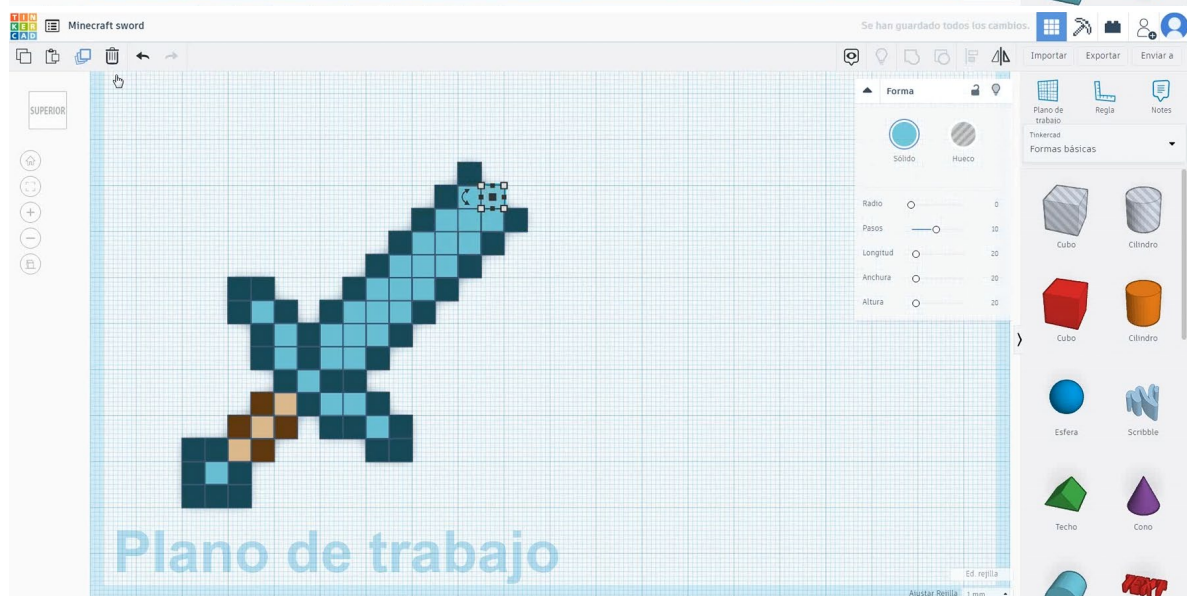 TIN
KER
CAD
Minecraft sword
Se han guardado todos los cambios.
Importar
Exportar
Enviar a
SUPERIOR
Forma
Sólido
Hueco
Radio
0
Pasos
10
Longitud
20
Anchura
20
Altura
20
Plano de
trabajo
Regla
Notes
Tinkercad
Formas básicas
Cubo
Cilindro
Cubo
Cilindro
Esfera
Scribble
Techo
Cono
Plano de trabajo
Ed. rejilla
Ajustar Rejilla
1 mm